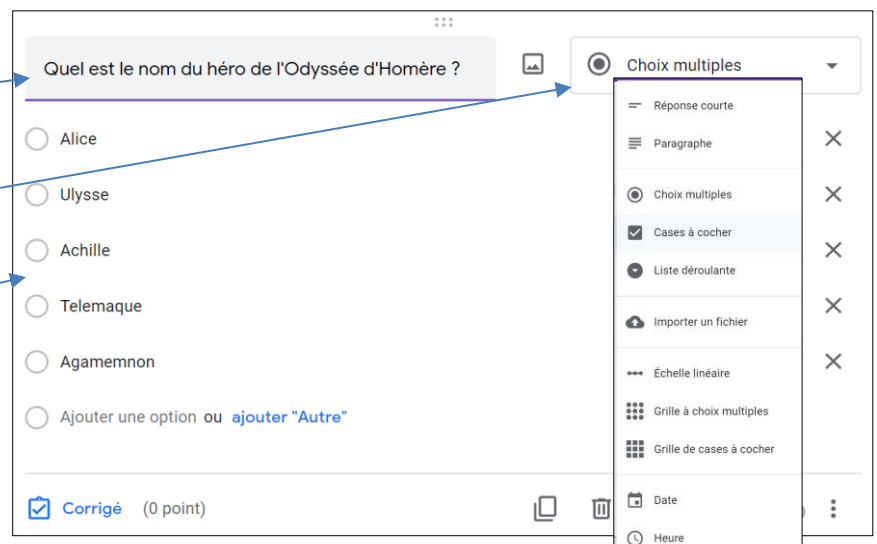 Quel est le nom du héro de l'Odyssée d'Homère ?
Choix multiples
Réponse courte
Paragraphe
Choix multiples
Cases à cocher
Liste déroulante
Importer un fichier
Échelle linéaire
Grille à choix multiples
Grille de cases à cocher
Date
Heure
Alice
Ulysse
Achille
Telemaque
Agamemnon
Ajouter une option ou ajouter "Autre"
Corrigé (0 point)